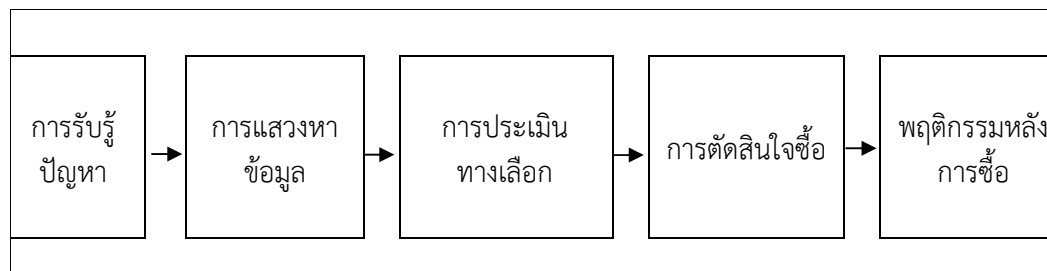 การรับรู้
ปัญหา
การแสวงหา
ข้อมูล
การประเมิน
ทางเลือก
การตัดสินใจซื้อ
พฤติกรรมหลัง
การซื้อ